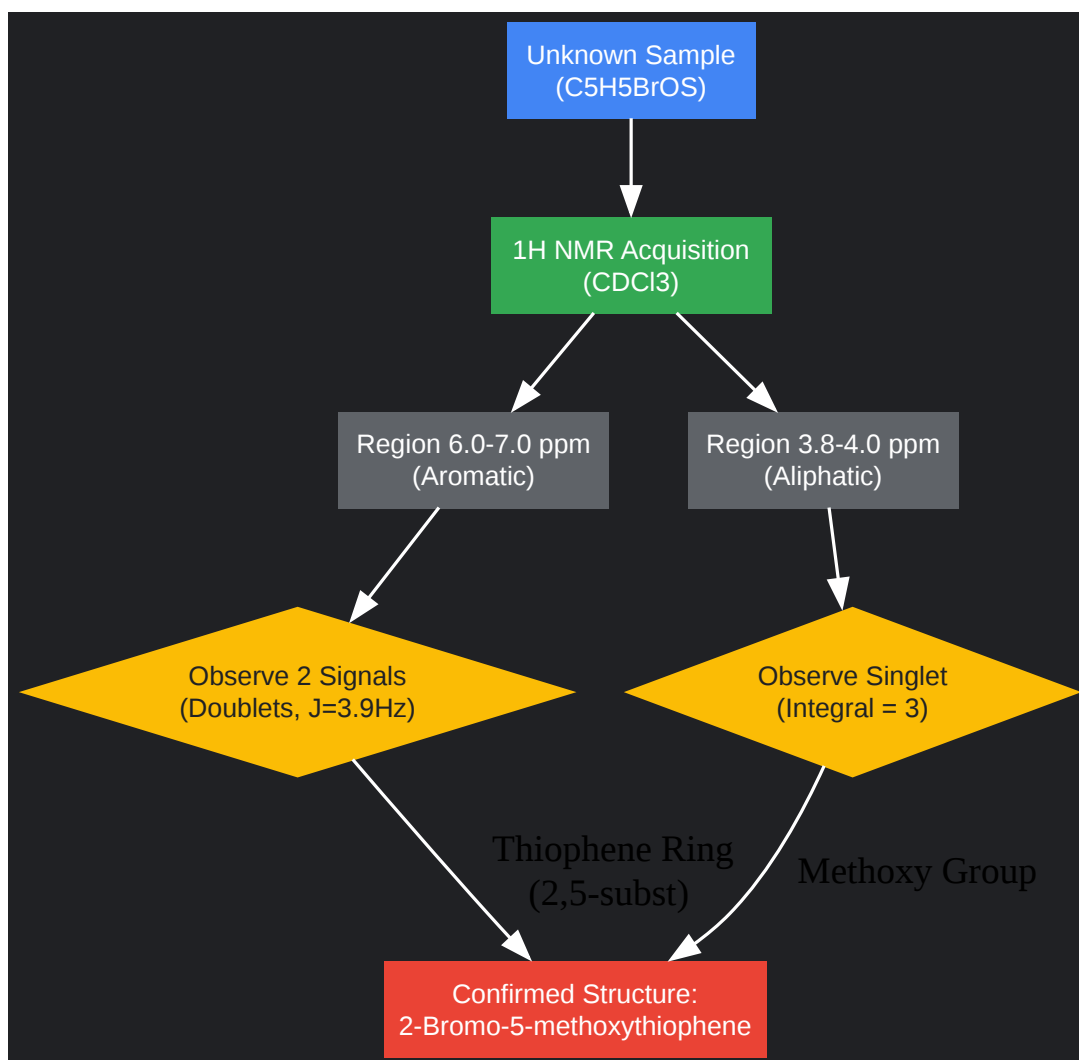 Unknown Sample
(C5H5BrOS)
1H NMR Acquisition
(CDCl3)
Region 6.0-7.0 ppm
(Aromatic)
Region 3.8-4.0 ppm
(Aliphatic)
Observe 2 Signals
(Doublets, J=3.9Hz)
Observe Singlet
(Integral = 3)
Thiophene Ring
(2,5-subst)
Methoxy Group
Confirmed Structure:
2-Bromo-5-methoxythiophene